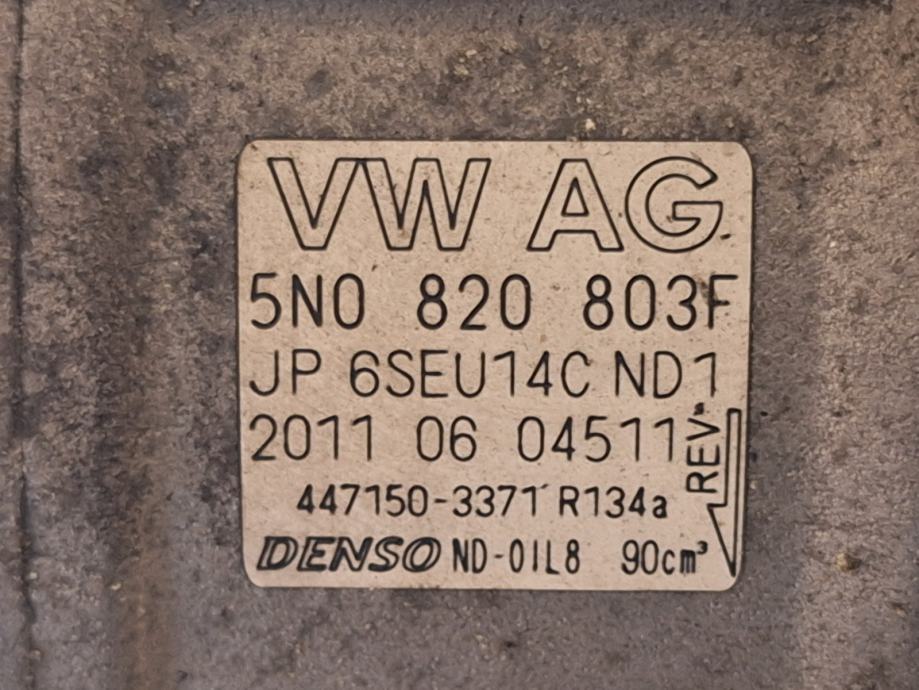 VW AG
5N0 820 803F
JP 6SEU14C ND1
2011 06 04511
REV
447150-3371 R134a
DENSO ND-OIL8 90cm³